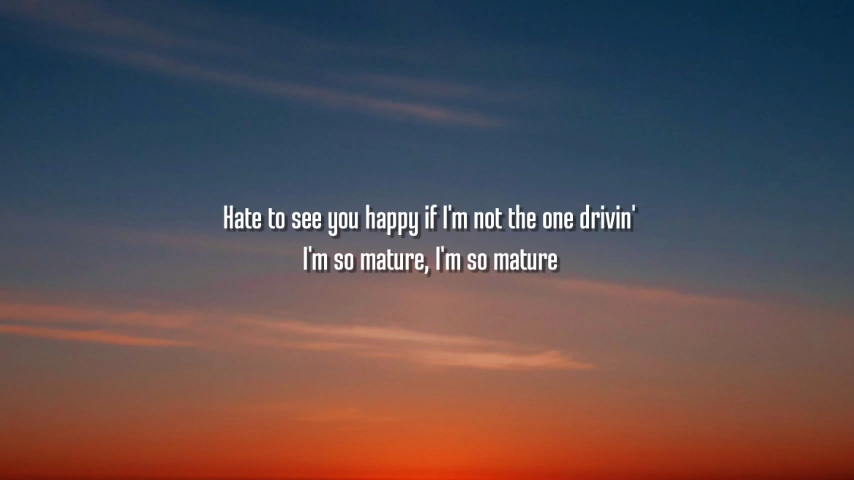 Hate to see you happy if I'm not the one drivin'
I'm so mature, I'm so mature